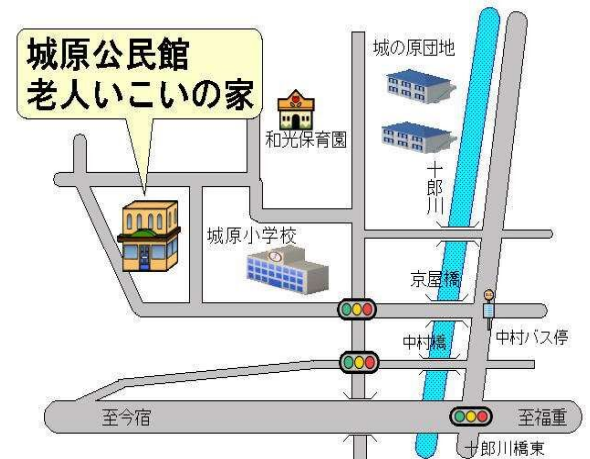 城原公民館
老人いこいの家
城の原団地
和光保育園
十郎川
城原小学校
京屋橋
中村橋
中村バス停
至今宿
至福重
十郎川橋東